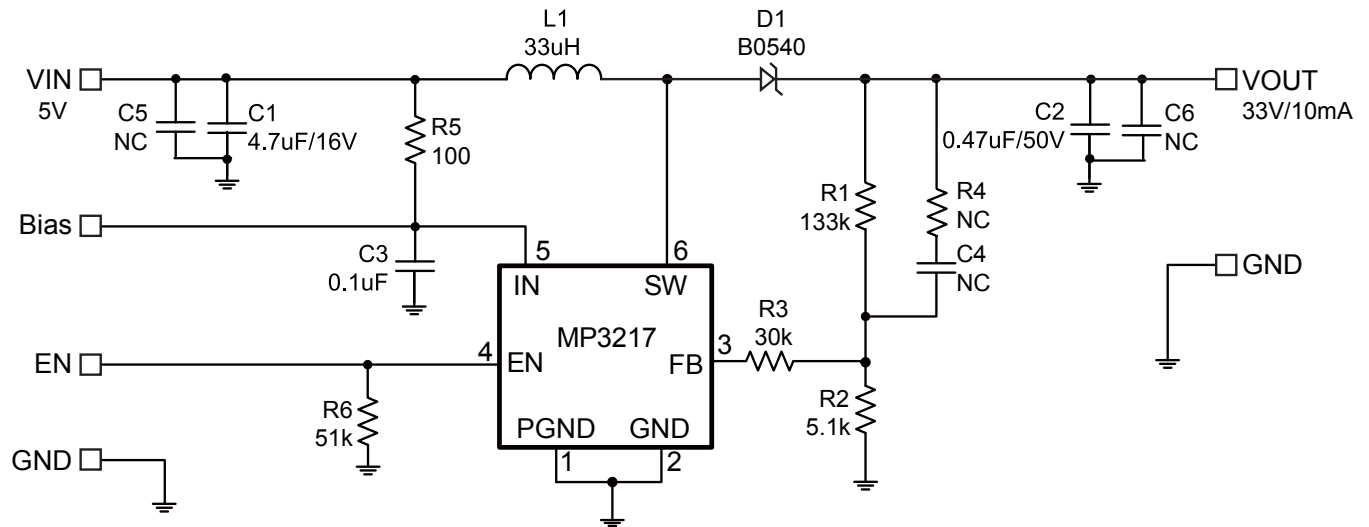 L1
33uH
D1
B0540
VIN
5V
C5
NC
C1
4.7uF/16V
R5
100
C2
0.47uF/50V
C6
NC
VOUT
33V/10mA
R1
133k
R4
NC
C4
NC
Bias
C3
0.1uF
5
6
IN
SW
GND
MP3217
R3
30k
EN
4
EN
FB
3
R6
51k
R2
5.1k
PGND
GND
1
2
GND